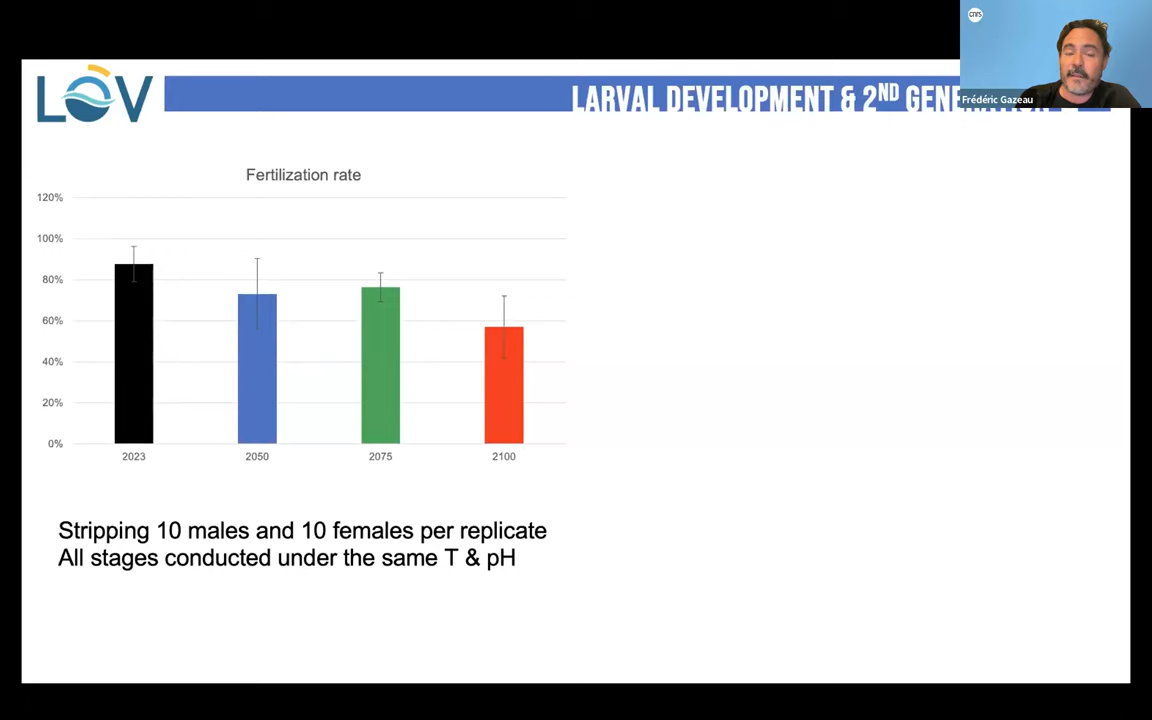 cnrs
Frédéric Gazeau
LOV
LARVAL DEVELOPMENT & 2ND
Fertilization rate
120%
100%
80%
60%
40%
20%
0%
2023 2050 2075 2100
Stripping 10 males and 10 females per replicate
All stages conducted under the same T & pH